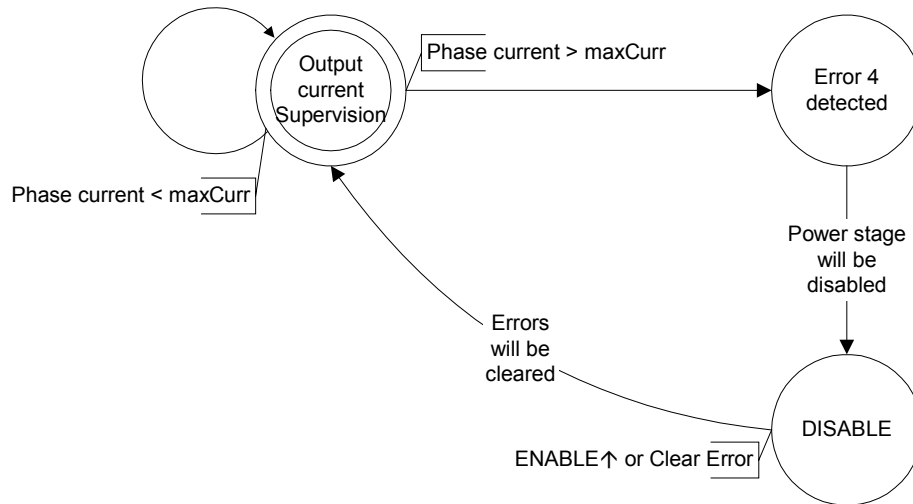 Output
current
Supervision
Phase current > maxCurr
Error 4
detected
Phase current < maxCurr
Power stage
will be
disabled
Errors
will be
cleared
DISABLE
ENABLE↑ or Clear Error